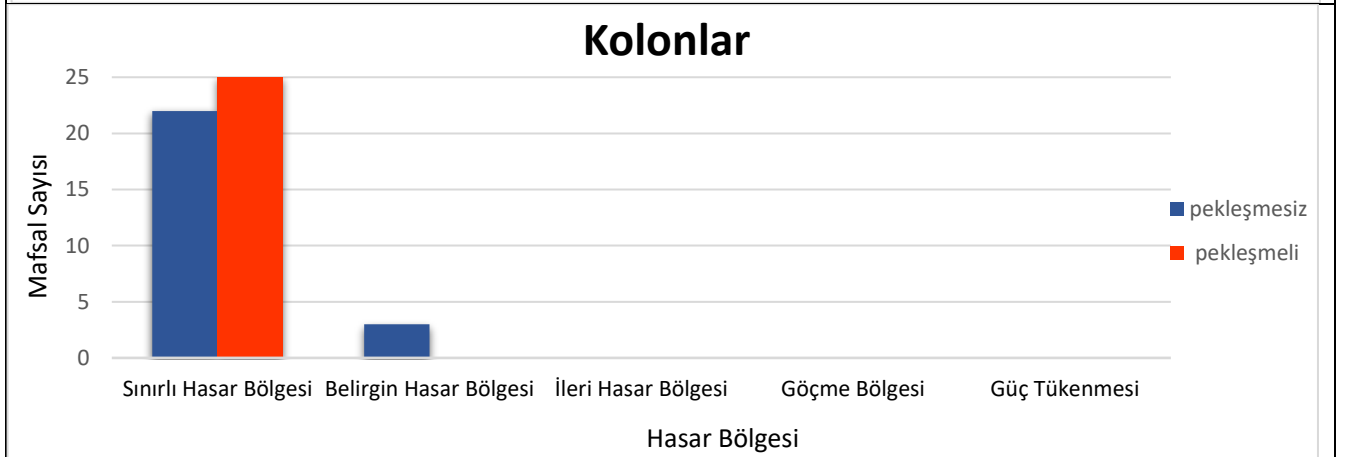 Kolonlar
25
20
15
10
5
0
Mafsal Sayısı
Sınırlı Hasar Bölgesi Belirgin Hasar Bölgesi İleri Hasar Bölgesi Göçme Bölgesi Güç Tükenmesi
Hasar Bölgesi
pekleşmesiz
pekleşmeli